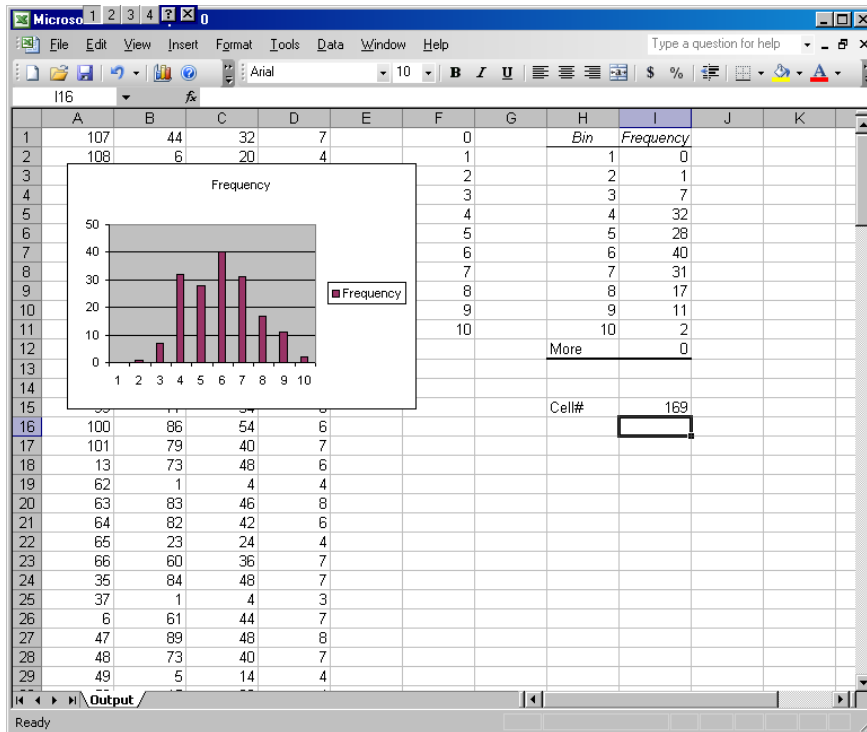 Microso 1 2 3 4 ? X 0
File Edit View Insert Format Tools Data Window Help Type a question for help
Arial 10 B I U $ %
I16 fx
A B C D E F G H I J K
1 107 44 32 7 0 Bin Frequency
2 108 6 20 4 1 1 0
3 2 2 1
4 3 3 7
5 4 4 32
6 5 5 28
7 6 6 40
8 7 7 31
9 8 8 17
10 9 9 11
11 10 10 2
12 More 0
13
14
15 Cell# 169
16 100 86 54 6
17 101 79 40 7
18 13 73 48 6
19 62 1 4 4
20 63 83 46 8
21 64 82 42 6
22 65 23 24 4
23 66 60 36 7
24 35 84 48 7
25 37 1 4 3
26 6 61 44 7
27 47 89 48 8
28 48 73 40 7
29 49 5 14 4
Frequency
50
40
30
20
10
0
1 2 3 4 5 6 7 8 9 10
Frequency
Output
Ready